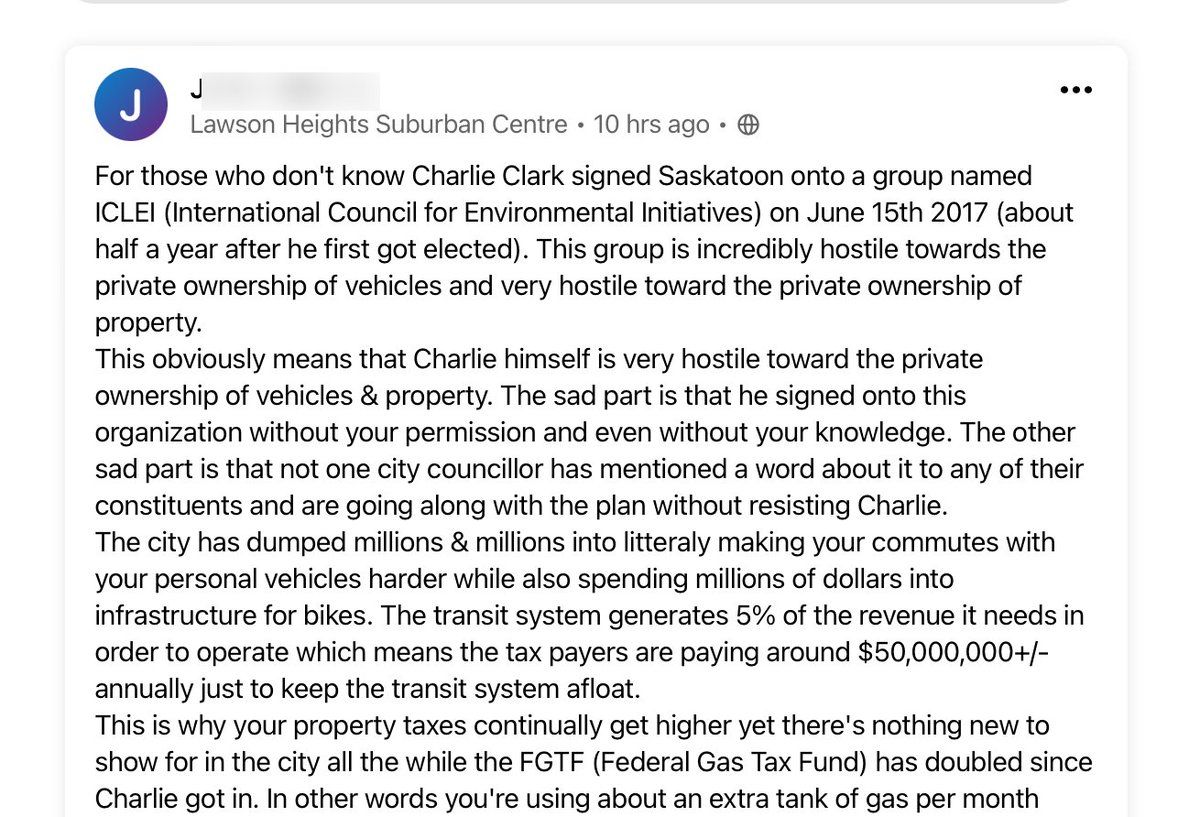 J
J
Lawson Heights Suburban Centre • 10 hrs ago •
For those who don't know Charlie Clark signed Saskatoon onto a group named
ICLEI (International Council for Environmental Initiatives) on June 15th 2017 (about
half a year after he first got elected). This group is incredibly hostile towards the
private ownership of vehicles and very hostile toward the private ownership of
property.
This obviously means that Charlie himself is very hostile toward the private
ownership of vehicles & property. The sad part is that he signed onto this
organization without your permission and even without your knowledge. The other
sad part is that not one city councillor has mentioned a word about it to any of their
constituents and are going along with the plan without resisting Charlie.
The city has dumped millions & millions into litteraly making your commutes with
your personal vehicles harder while also spending millions of dollars into
infrastructure for bikes. The transit system generates 5% of the revenue it needs in
order to operate which means the tax payers are paying around $50,000,000+/-
annually just to keep the transit system afloat.
This is why your property taxes continually get higher yet there's nothing new to
show for in the city all the while the FGTF (Federal Gas Tax Fund) has doubled since
Charlie got in. In other words you're using about an extra tank of gas per month